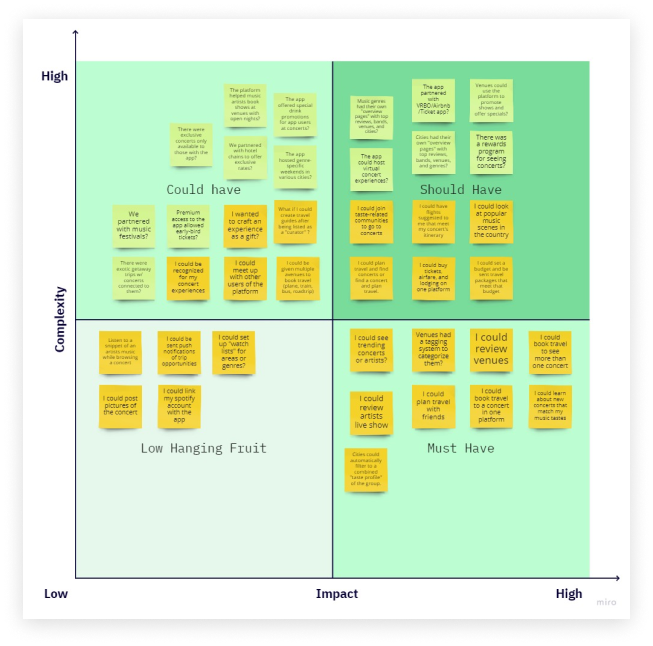 High
The platform
helped music
artists book
shows at
venues with
open nights?
The app
offered special
drink
promotions
for app users
at concerts?
There were
exclusive
concerts only
available to
those with the
app?
We partnered
with hotel
chains to offer
exclusive
rates?
The app
hosted genre-
specific
weekends in
various cities?
Could have
We
partnered
with music
festivals?
Premium
access to the
app allowed
early-bird
tickets?
I wanted
to craft an
experience
as a gift?
What if I could
create travel
guides after
being listed as
a "curator"?
There were
exotic getaway
trips w/
concerts
connected to
them?
I could be
recognized
for my
concert
experiences
I could
meet up
with other
users of the
platform
I could be
given multiple
avenues to
book travel
(plane, train,
bus, roadtrip)
Music genres
had their own
"overview
pages" with top
reviews, bands,
venues, and
cities?
The app
partnered
with
VRBO/Airbnb
/Ticket app?
Venues could
use the
platform to
promote
shows and
offer specials?
The app
could host
virtual
concert
experiences?
Cities had their
own "overview
pages" with
top reviews,
bands, venues,
and genres?
There was
a rewards
program
for seeing
concerts?
Should Have
I could join
taste-related
communities
to go to
concerts
I could have
flights
suggested to
me that meet
my concert's
itinerary
I could look
at popular
music
scenes in
the country
I could plan
travel and find
concerts or
find a concert
and plan
travel.
I could buy
tickets,
airfare, and
lodging on
one platform
I could set a
budget and be
sent travel
packages that
meet that
budget
Complexity
Listen to a
snippet of an
artists music
while browsing
a concert
I could be
sent push
notifications
of trip
opportunities
I could set
up "watch
lists" for
areas or
genres?
I could post
pictures of
the concert
I could link
my spotify
account
with the
app
Low Hanging Fruit
I could see
trending
concerts
or artists?
Venues had
a tagging
system to
categorize
them?
I could
review
venues
I could
book travel
to see
more than
one concert
I could
review
artists
live show
I could
plan travel
with
friends
I could
book travel
to a concert
in one
platform
I could learn
about new
concerts that
match my
music tastes
Must Have
Cities could
automatically
filter to a
combined
"taste profile"
of the group.
Low
Impact
High
miro